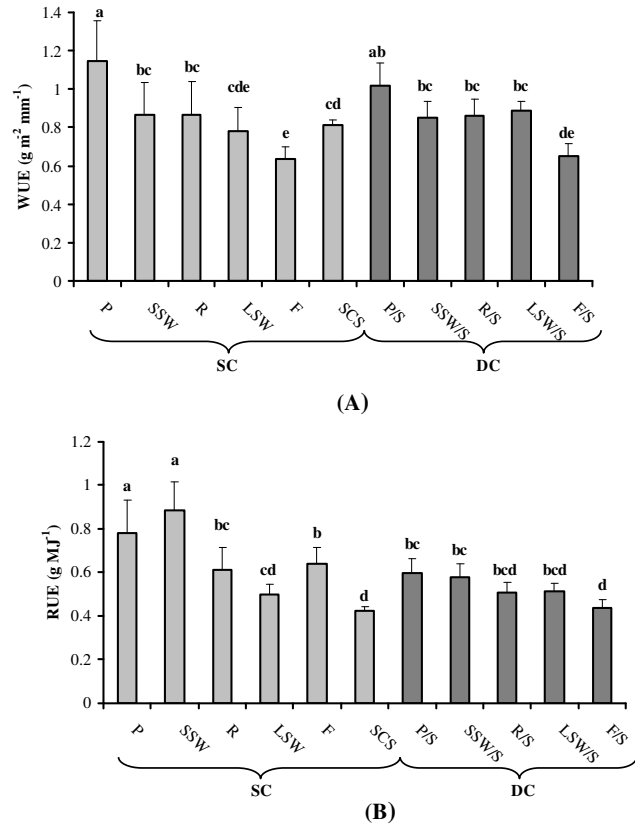 1.4
1.2
1
0.8
0.6
0.4
0.2
0
WUE (g m⁻² mm⁻¹)
a
bc
bc
cde
e
cd
ab
bc
bc
bc
de
P
SSW
R
LSW
F
SCS
P/S
SSW/S
R/S
LSW/S
F/S
SC
DC
(A)
1.2
1
0.8
0.6
0.4
0.2
0
RUE (g MJ⁻¹)
a
a
bc
cd
b
d
bc
bc
bcd
bcd
d
P
SSW
R
LSW
F
SCS
P/S
SSW/S
R/S
LSW/S
F/S
SC
DC
(B)